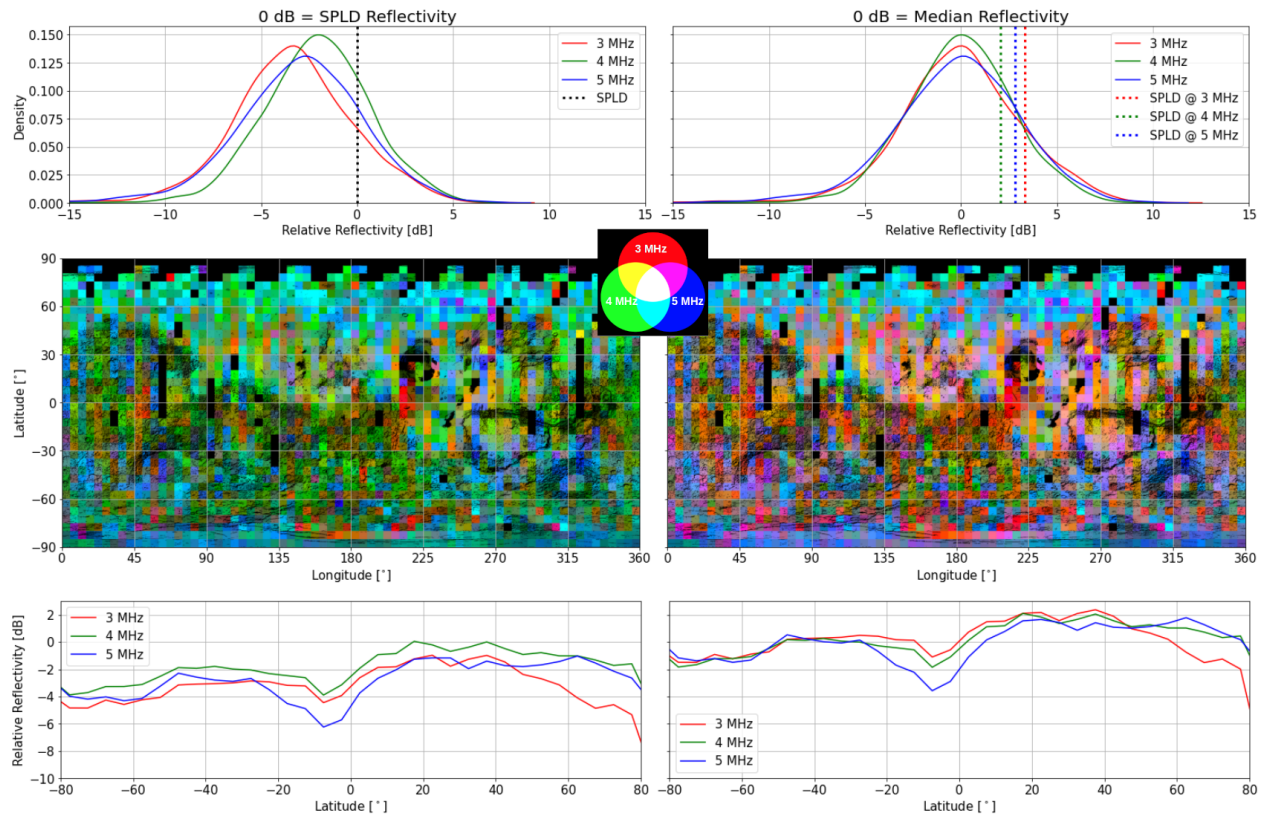 0 dB = SPLD Reflectivity
0.150
0.125
0.100
0.075
0.050
0.025
0.000
Density
3 MHz
4 MHz
5 MHz
SPLD
−15 −10 −5 0 5 10 15
Relative Reflectivity [dB]
0 dB = Median Reflectivity
3 MHz
4 MHz
5 MHz
SPLD @ 3 MHz
SPLD @ 4 MHz
SPLD @ 5 MHz
−15 −10 −5 0 5 10 15
Relative Reflectivity [dB]
3 MHz
4 MHz 5 MHz
90
60
30
0
−30
−60
−90
Latitude [°]
0 45 90 135 180 225 270 315 360
Longitude [°]
0 45 90 135 180 225 270 315 360
Longitude [°]
2
0
−2
−4
−6
−8
−10
Relative Reflectivity [dB]
3 MHz
4 MHz
5 MHz
−80 −60 −40 −20 0 20 40 60 80
Latitude [°]
3 MHz
4 MHz
5 MHz
−80 −60 −40 −20 0 20 40 60 80
Latitude [°]